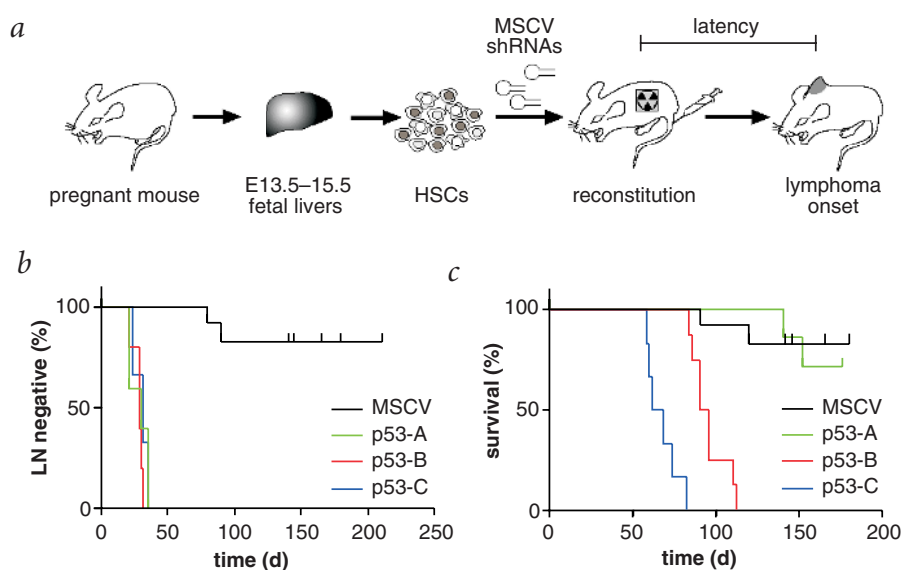 a
MSCV
shRNAs
latency
pregnant mouse
E13.5–15.5
fetal livers
HSCs
reconstitution
lymphoma
onset
b
LN negative (%)
100
50
0
MSCV
p53-A
p53-B
p53-C
0 50 100 150 200 250
time (d)
c
survival (%)
100
50
0
MSCV
p53-A
p53-B
p53-C
0 50 100 150 200
time (d)